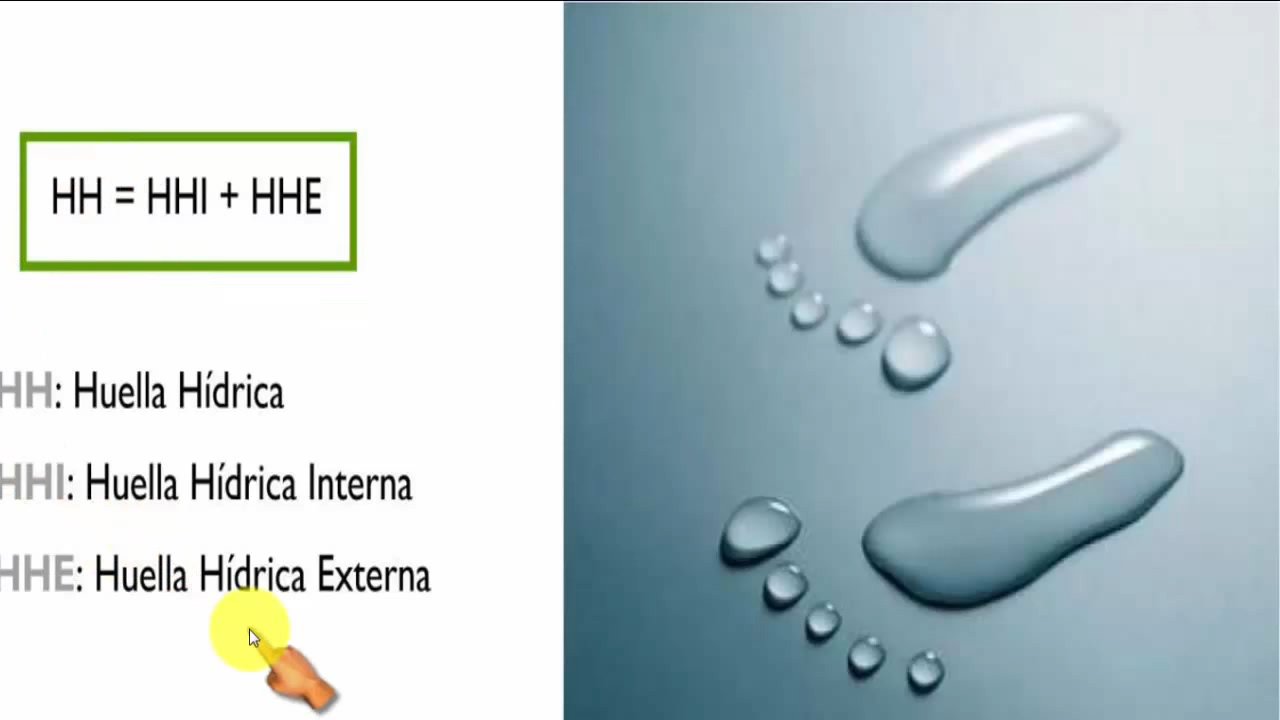 HH = HHI + HHE
HH: Huella Hídrica
HHI: Huella Hídrica Interna
HHE: Huella Hídrica Externa